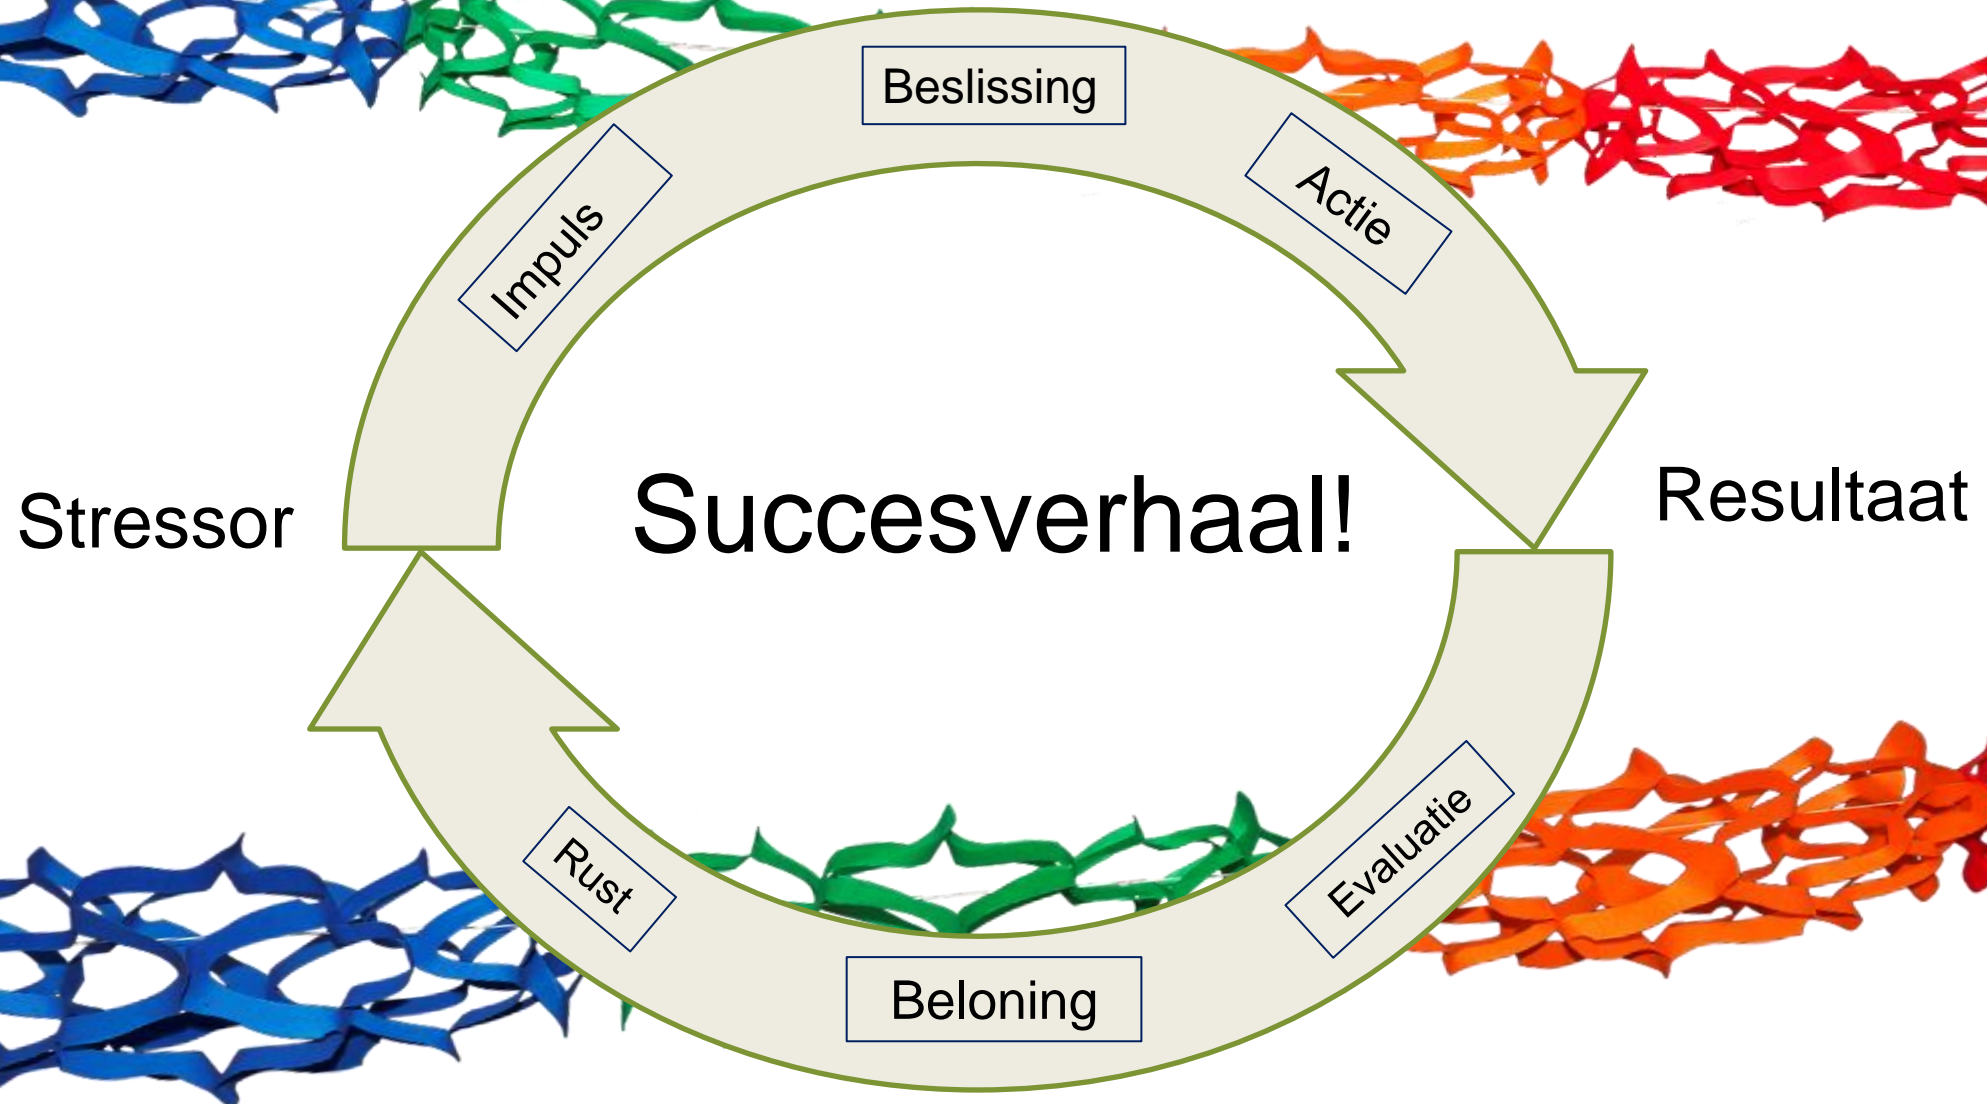 Beslissing
Actie
Impuls
Stressor
Succesverhaal!
Resultaat
Rust
Evaluatie
Beloning